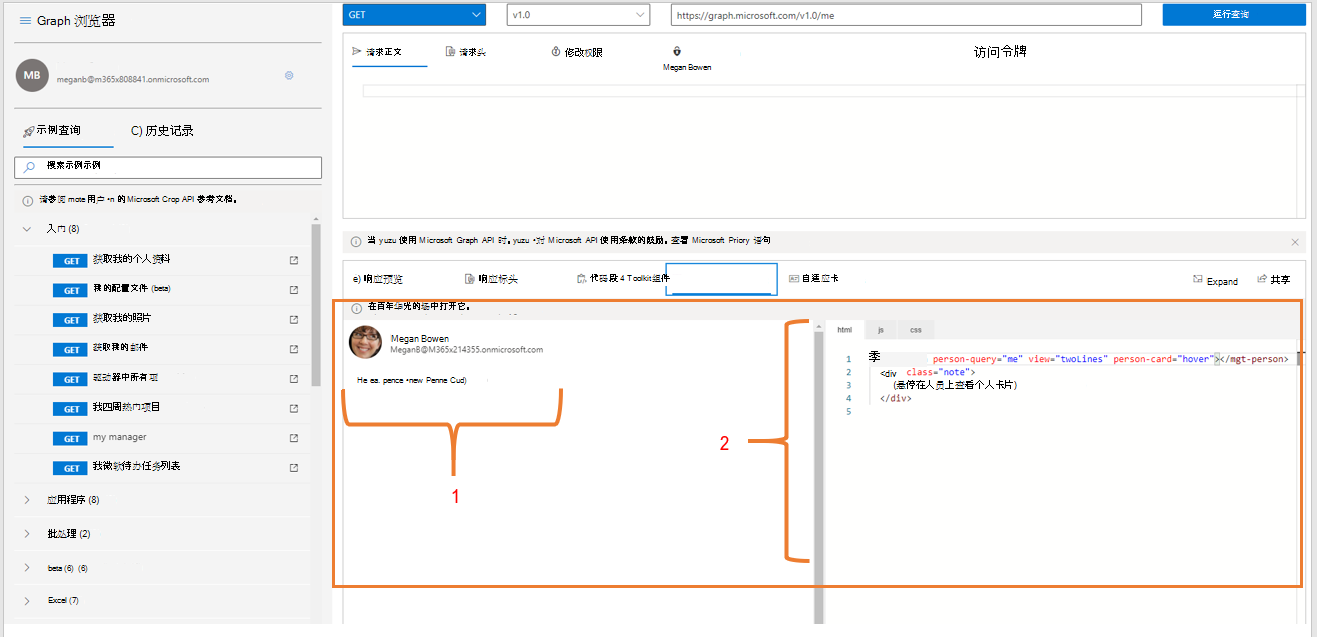 Graph 浏览器
MB
meganb@m365x808841.onmicrosoft.com
示例查询
C) 历史记录
搜索示例示例
请参阅 mote 用户 •n 的 Microsoft Crop API 参考文档。
入门 (8)
GET 获取我的个人资料
GET 我的配置文件 (beta)
GET 获取我的照片
GET 获取我的邮件
GET 驱动器中所有项
GET 我四周热门项目
GET my manager
GET 我微软待办任务列表
应用程序 (8)
批处理 (2)
beta (6) (6)
Excel (7)
GET
v1.0
https://graph.microsoft.com/v1.0/me
运行查询
请求正文
请求头
修改权限
Megan Bowen
访问令牌
当 yuzu 使用 Microsoft Graph API 时，yuzu •对 Microsoft API 使用条款的鼓励。查看 Microsoft Priory 语句
e) 响应预览
响应标头
代码段 4 Toolkit组件
自适应卡
Expand
共享
在百年华光的场中打开它。
Megan Bowen
MeganB@M365x214355.onmicrosoft.com
He ea. pence •new Penne Cud)
1
2
html
js
css
1 季 person-query="me" view="twoLines" person-card="hover"></mgt-person>
2 <div class="note">
3 (悬停在人员上查看个人卡片)
4 </div>
5